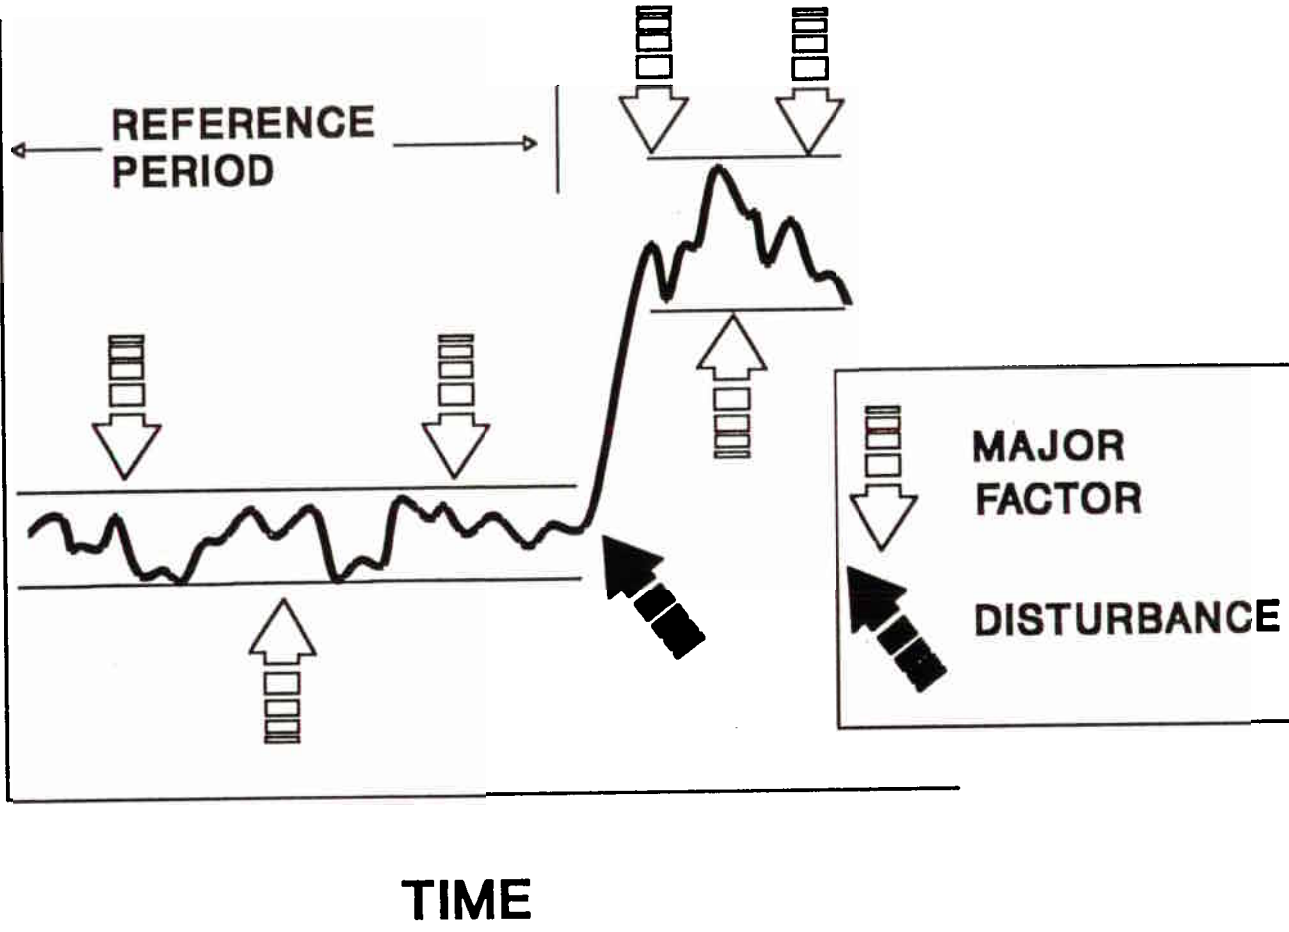 REFERENCE
PERIOD
MAJOR
FACTOR
DISTURBANCE
TIME